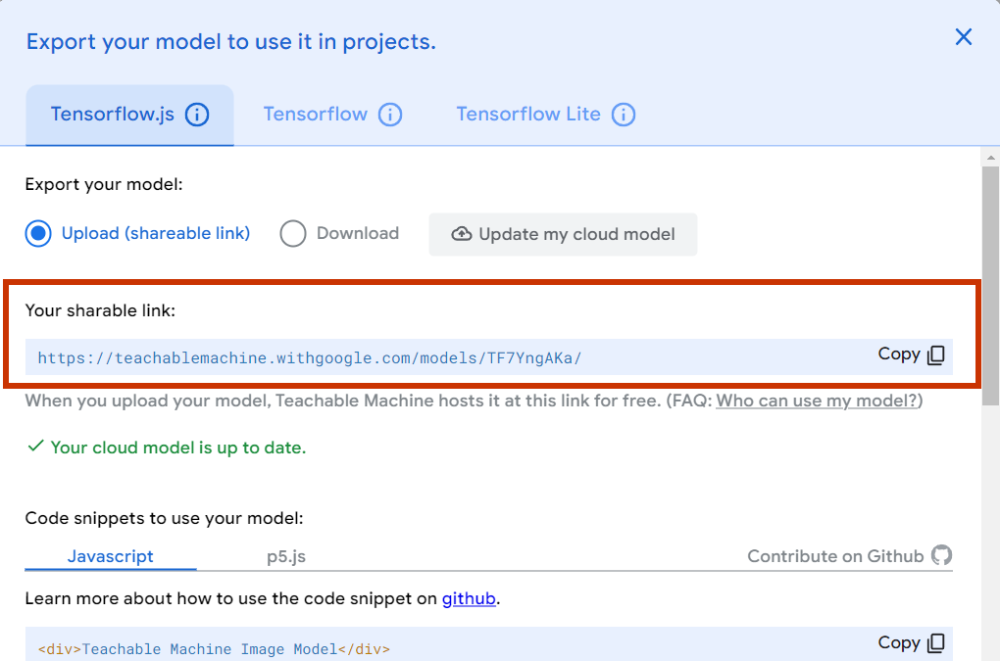 Export your model to use it in projects.
Tensorflow.js Tensorflow Tensorflow Lite
Export your model:
Upload (shareable link) Download Update my cloud model
Your sharable link:
https://teachablemachine.withgoogle.com/models/TF7YngAKa/ Copy
When you upload your model, Teachable Machine hosts it at this link for free. (FAQ: Who can use my model?)
Your cloud model is up to date.
Code snippets to use your model:
Javascript p5.js Contribute on Github
Learn more about how to use the code snippet on github.
<div>Teachable Machine Image Model</div> Copy